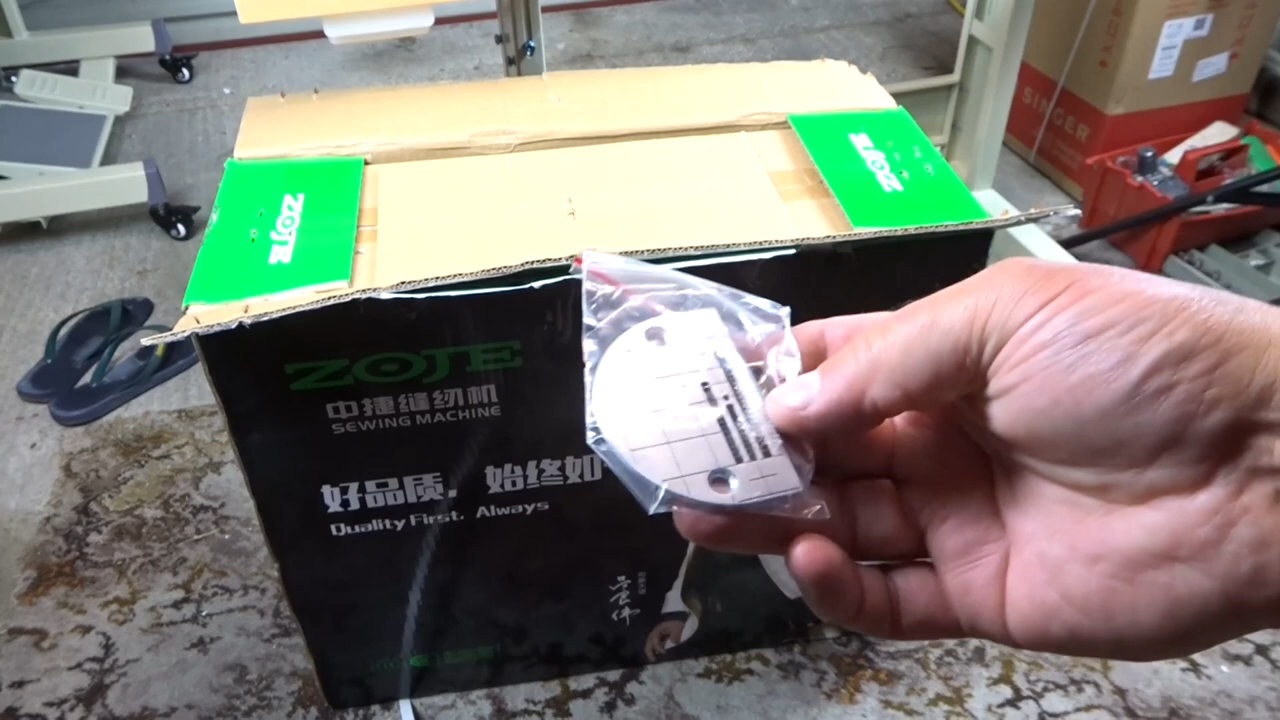 ZOJE
ZOJE
ZOJE
中捷缝纫机
SEWING MACHINE
好品质，始终如
Quality First. Always
SINGER